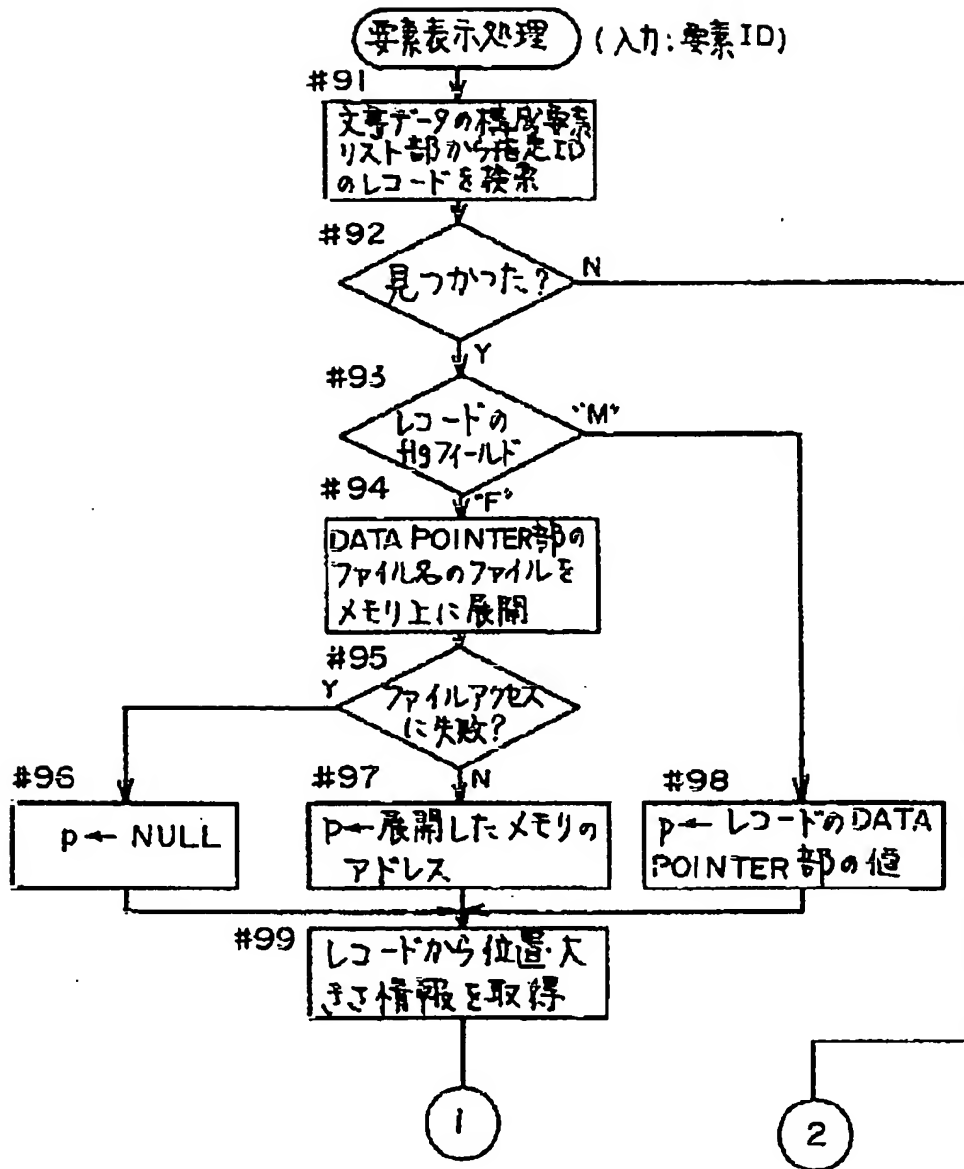 要素表示処理 (入力:要素ID)
#91
文書データの構成要素
リスト部から指定ID
のレコードを検索
#92
見つかった?
N
Y
#93
レコードの
flgフィールド
"M"
"F"
#94
DATA POINTER部の
ファイル名のファイルを
メモリ上に展開
#95
Y
ファイルアクセス
に失敗?
N
#96
p←NULL
#97
p←展開したメモリの
アドレス
#98
p←レコードのDATA
POINTER部の値
#99
レコードから位置・大
きさ情報を取得
1
2